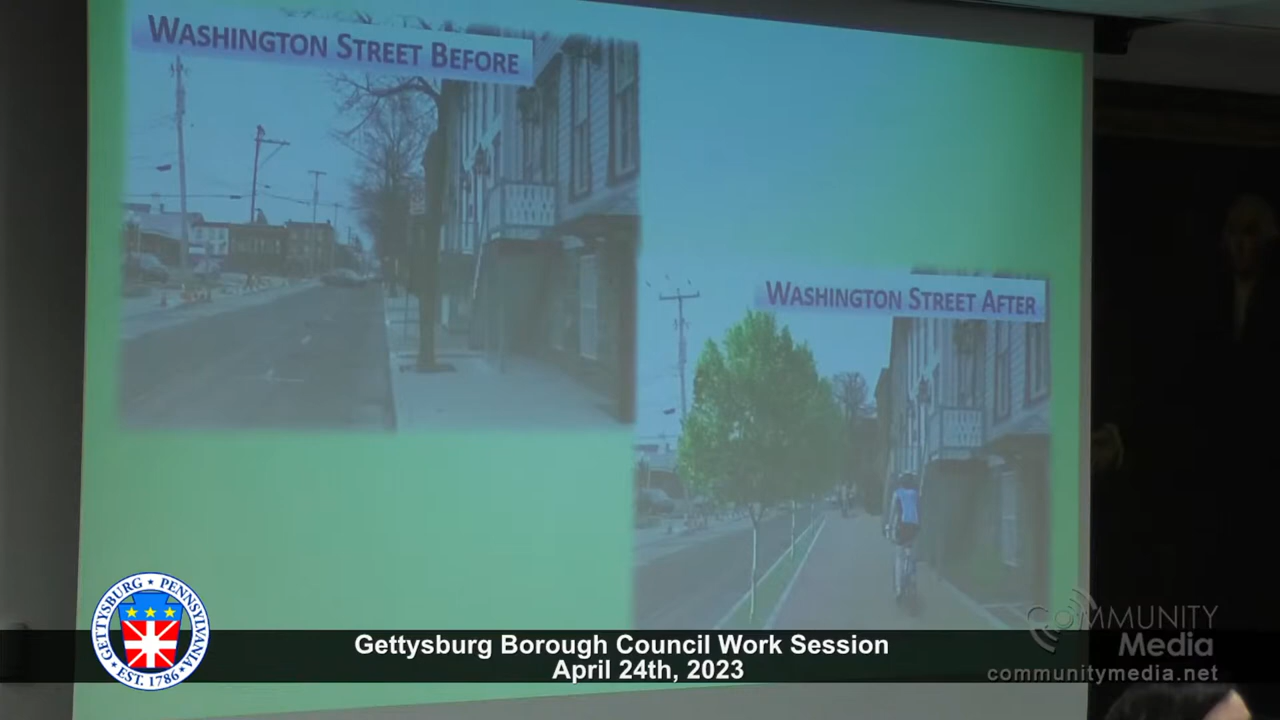 WASHINGTON STREET BEFORE
WASHINGTON STREET AFTER
GETTYSBURG ★ PENNSYLVANIA
★ EST. 1786 ★
Gettysburg Borough Council Work Session
April 24th, 2023
COMMUNITY
Media
communitymedia.net